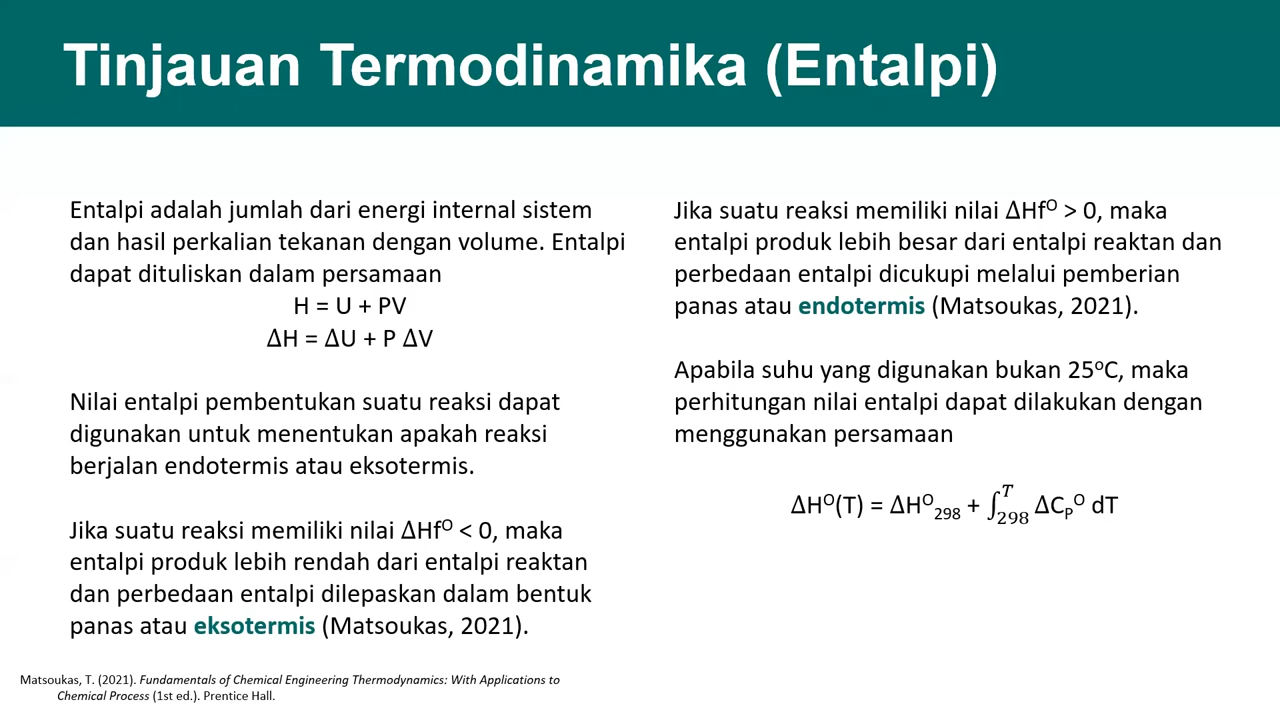 Tinjauan Termodinamika (Entalpi)
Entalpi adalah jumlah dari energi internal sistem
dan hasil perkalian tekanan dengan volume. Entalpi
dapat dituliskan dalam persamaan
H = U + PV
ΔH = ΔU + P ΔV
Nilai entalpi pembentukan suatu reaksi dapat
digunakan untuk menentukan apakah reaksi
berjalan endotermis atau eksotermis.
Jika suatu reaksi memiliki nilai ΔHfᴼ < 0, maka
entalpi produk lebih rendah dari entalpi reaktan
dan perbedaan entalpi dilepaskan dalam bentuk
panas atau eksotermis (Matsoukas, 2021).
Jika suatu reaksi memiliki nilai ΔHfᴼ > 0, maka
entalpi produk lebih besar dari entalpi reaktan dan
perbedaan entalpi dicukupi melalui pemberian
panas atau endotermis (Matsoukas, 2021).
Apabila suhu yang digunakan bukan 25ᵒC, maka
perhitungan nilai entalpi dapat dilakukan dengan
menggunakan persamaan
ΔHᴼ(T) = ΔHᴼ₂₉₈ + ∫₂₉₈ᵀ ΔCₚᴼ dT
Matsoukas, T. (2021). Fundamentals of Chemical Engineering Thermodynamics: With Applications to
Chemical Process (1st ed.). Prentice Hall.